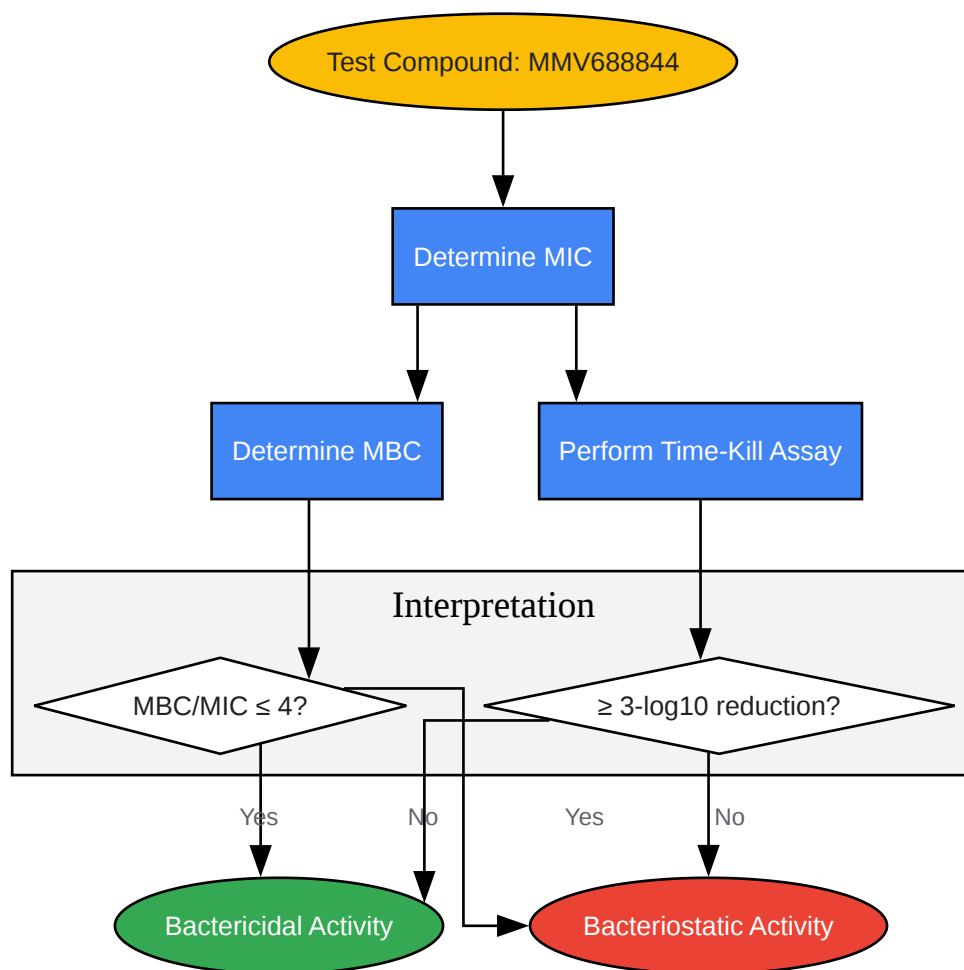 Test Compound: MMV688844
Determine MIC
Determine MBC
Perform Time-Kill Assay
Interpretation
MBC/MIC ≤ 4?
≥ 3-log10 reduction?
Yes
No
Yes
No
Bactericidal Activity
Bacteriostatic Activity